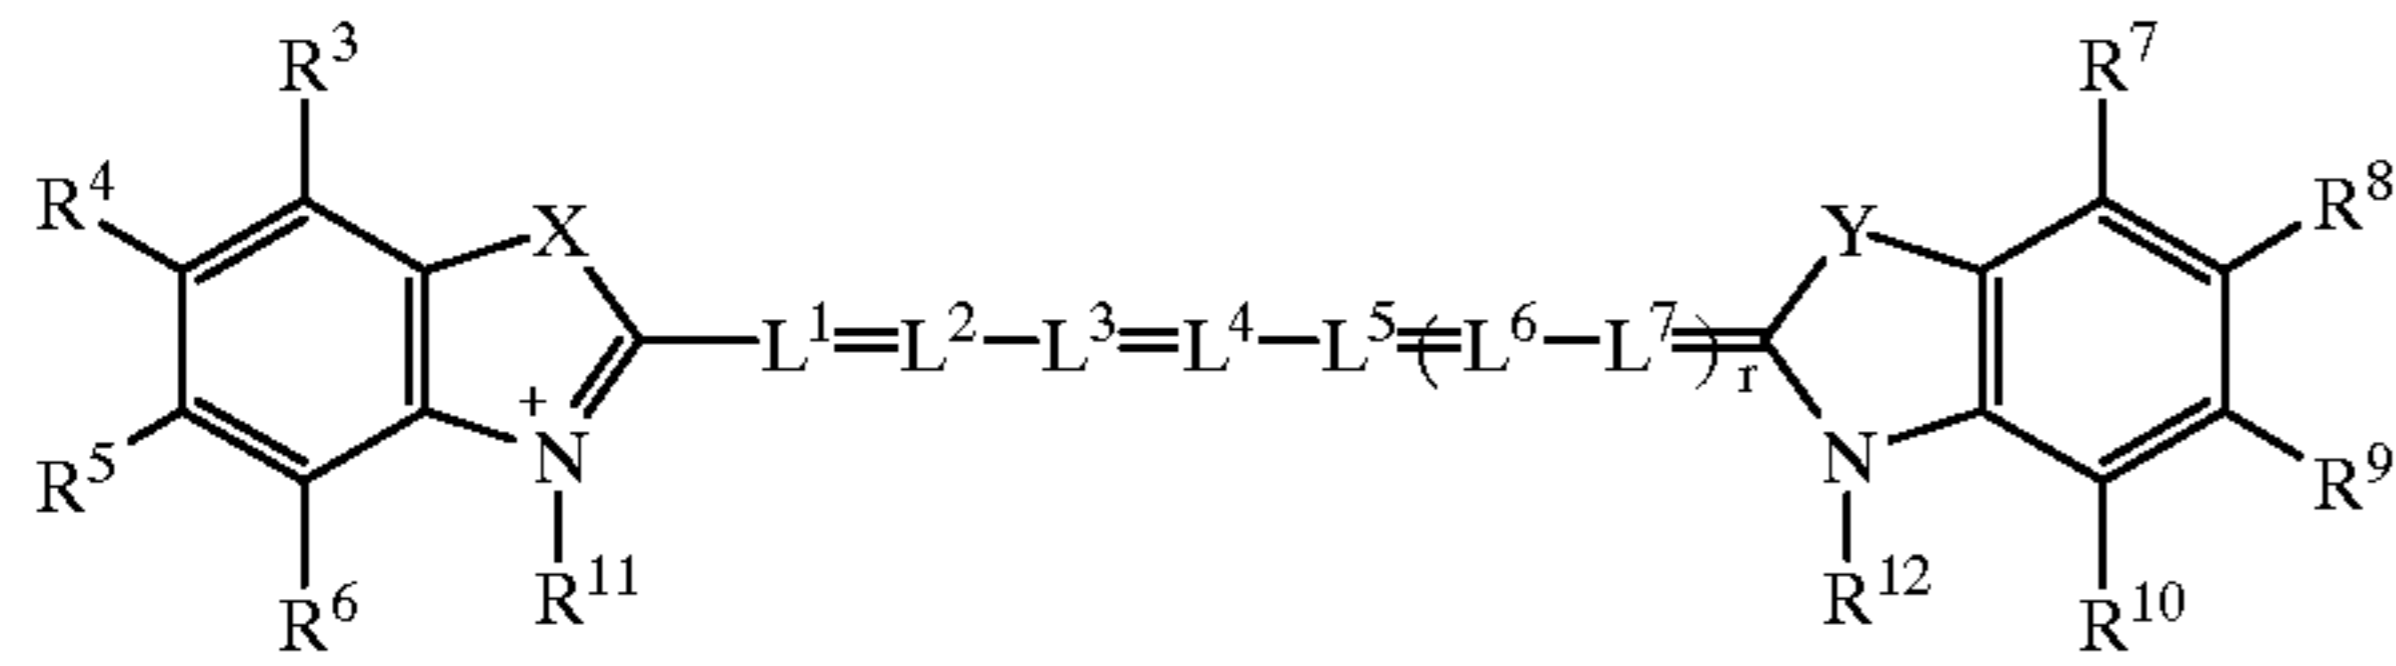 R³ R⁷
R⁴ X Y R⁸
L¹=L²—L³=L⁴—L⁵=(L⁶—L⁷=)r
+
R⁵ N N R⁹
R⁶ R¹¹ R¹² R¹⁰